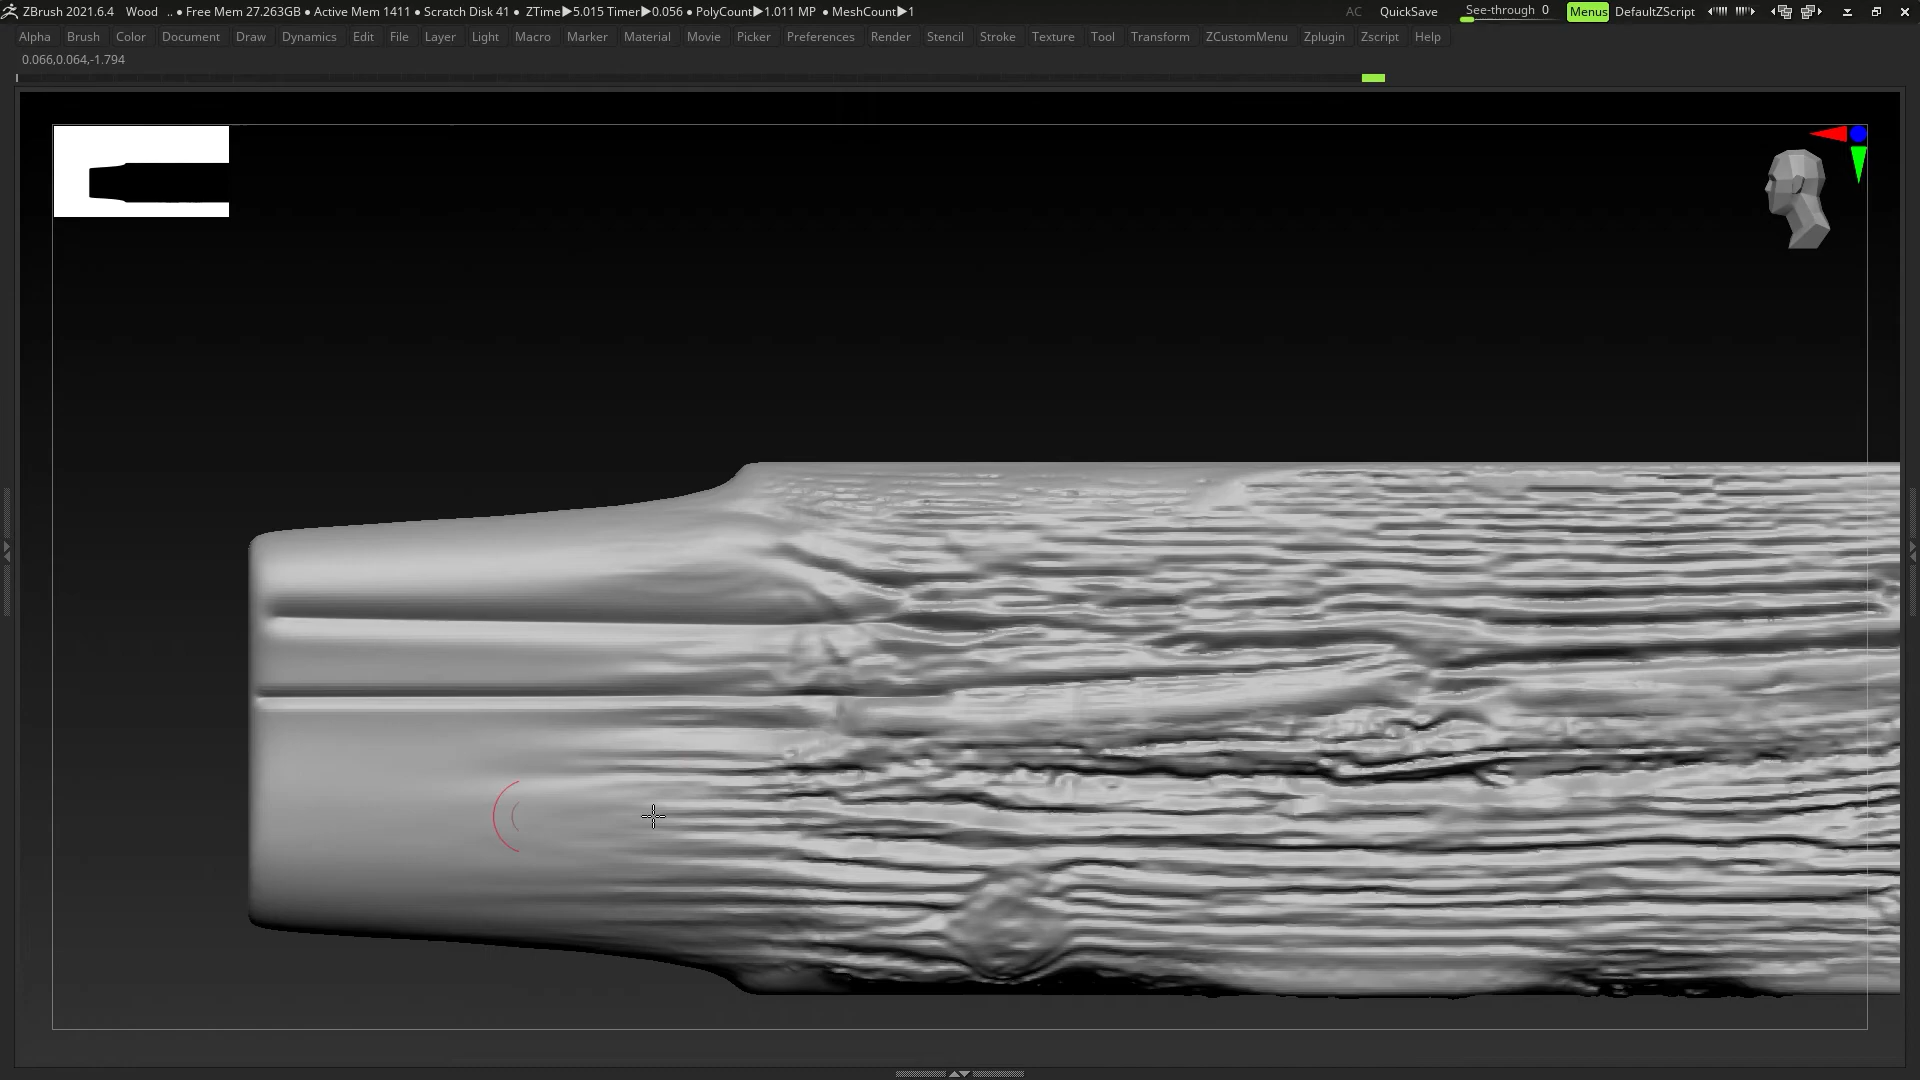 ZBrush 2021.6.4 Wood .. ● Free Mem 27.263GB ● Active Mem 1411 ● Scratch Disk 41 ● ZTime▶5.015 Timer▶0.056 ● PolyCount▶1.011 MP ● MeshCount▶1 AC QuickSave See-through 0 Menus DefaultZScript
Alpha Brush Color Document Draw Dynamics Edit File Layer Light Macro Marker Material Movie Picker Preferences Render Stencil Stroke Texture Tool Transform ZCustomMenu Zplugin Zscript Help
0.066,0.064,-1.794